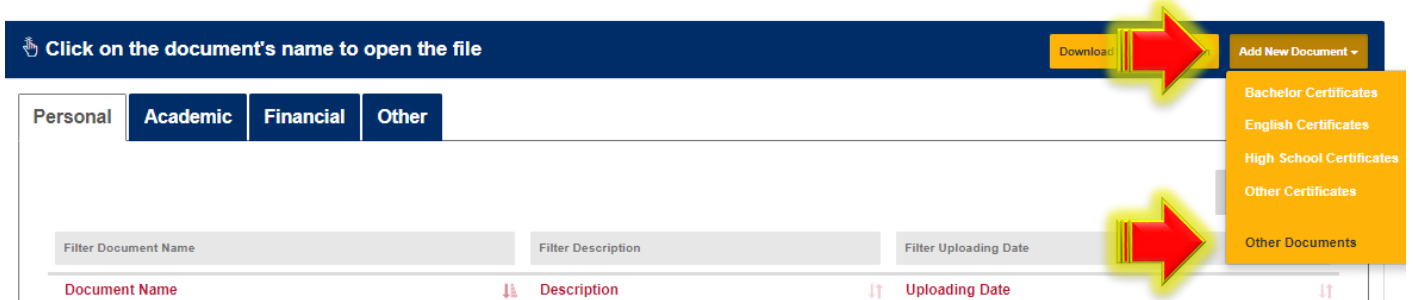 Click on the document's name to open the file
Download
Add New Document
Bachelor Certificates
English Certificates
High School Certificates
Other Certificates
Other Documents
Personal
Academic
Financial
Other
Filter Document Name
Filter Description
Filter Uploading Date
Document Name
Description
Uploading Date